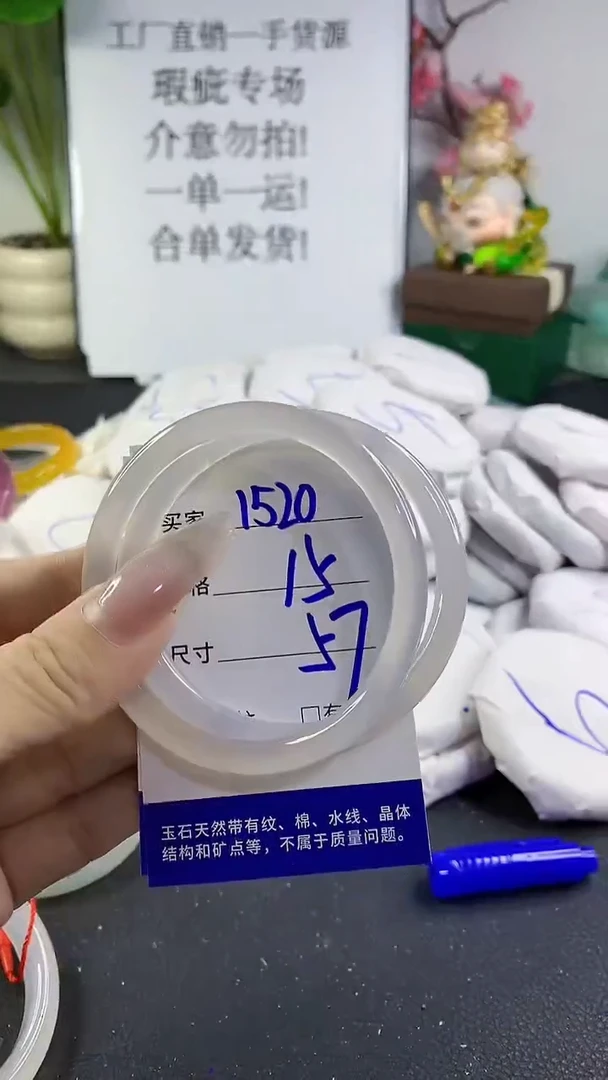 工厂直销一手货源
瑕疵专场
介意勿拍!
一单一运!
合单发货!
买家 1520
格 15
尺寸 57
玉石天然带有纹、棉、水线、晶体
结构和矿点等，不属于质量问题。